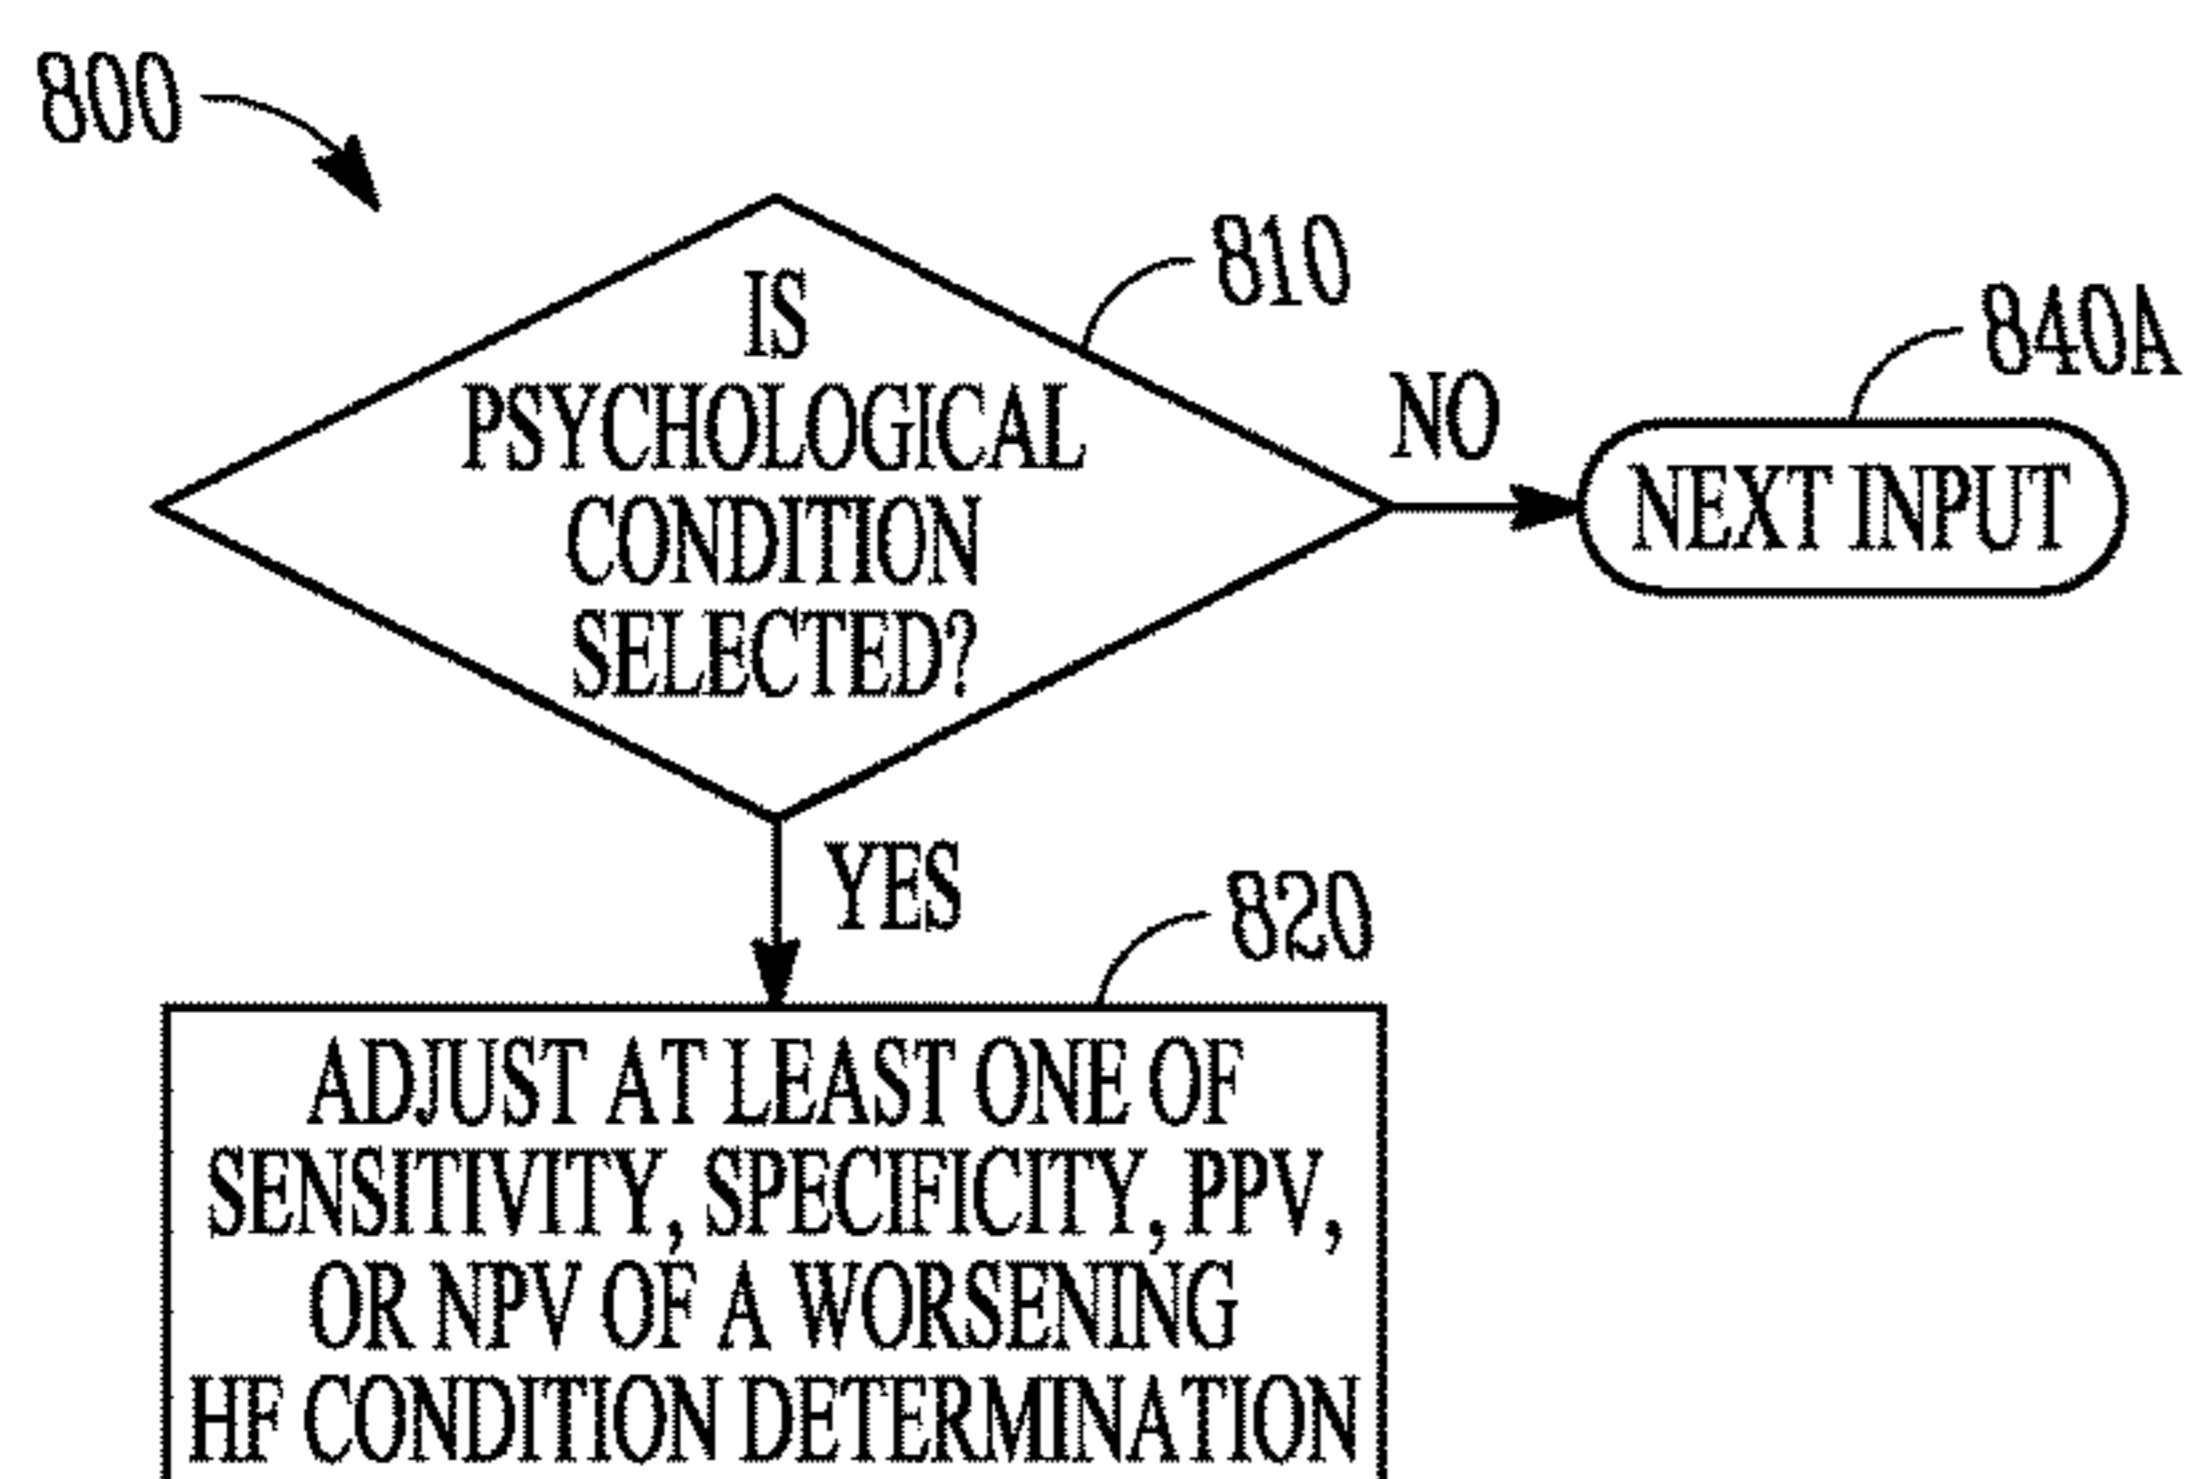 800
810
IS
PSYCHOLOGICAL
CONDITION
SELECTED?
NO
840A
NEXT INPUT
YES
820
ADJUST AT LEAST ONE OF
SENSITIVITY, SPECIFICITY, PPV,
OR NPV OF A WORSENING
HF CONDITION DETERMINATION